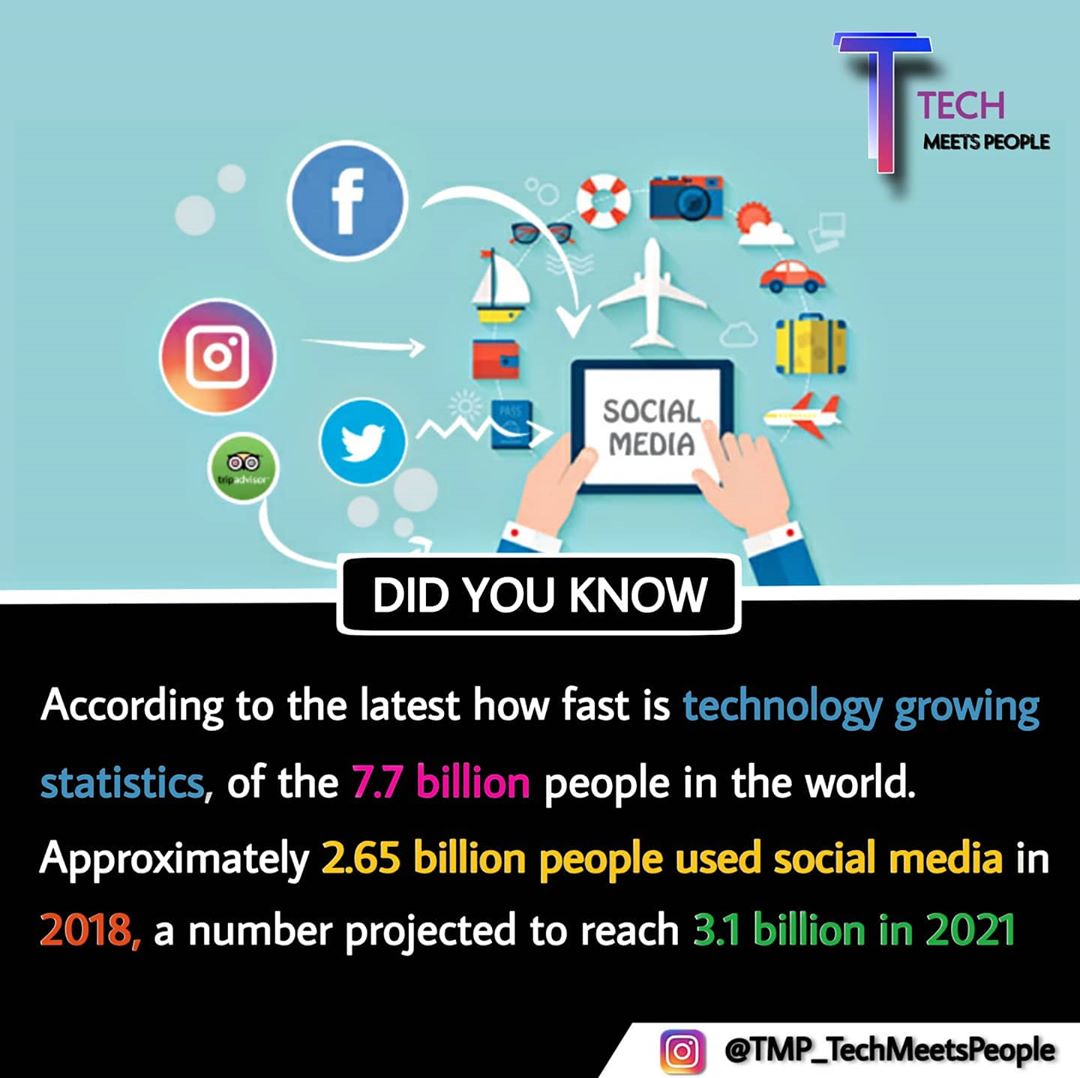 T
TECH
MEETS PEOPLE
f
PASS
tripadvisor
SOCIAL
MEDIA
DID YOU KNOW
According to the latest how fast is technology growing
statistics, of the 7.7 billion people in the world.
Approximately 2.65 billion people used social media in
2018, a number projected to reach 3.1 billion in 2021
@TMP_TechMeetsPeople